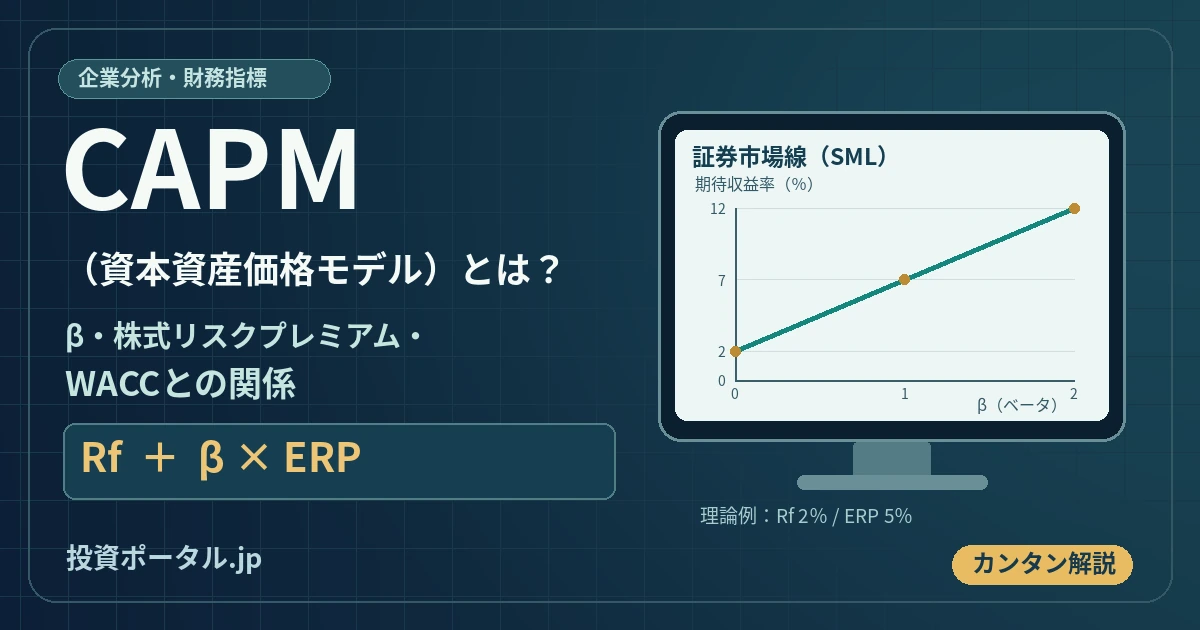 企業分析・財務指標
CAPM
（資本資産価格モデル）とは？
β・株式リスクプレミアム・
WACCとの関係
Rf ＋ β × ERP
投資ポータル.jp
証券市場線（SML）
期待収益率（%）
12
7
2
0
0
1
2
β（ベータ）
理論例：Rf 2% / ERP 5%
カンタン解説